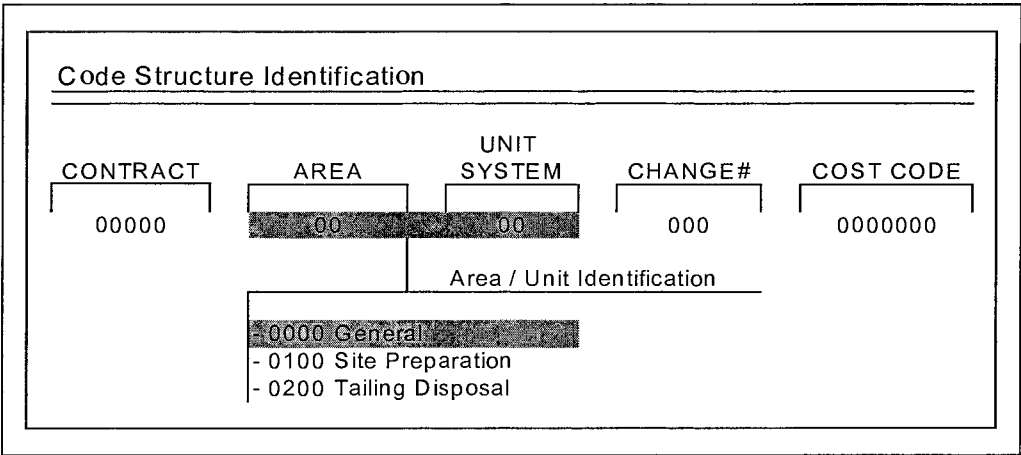 Code Structure Identification
UNIT
CONTRACT AREA SYSTEM CHANGE# COST CODE
00000 00 00 000 0000000
Area / Unit Identification
- 0000 General
- 0100 Site Preparation
- 0200 Tailing Disposal